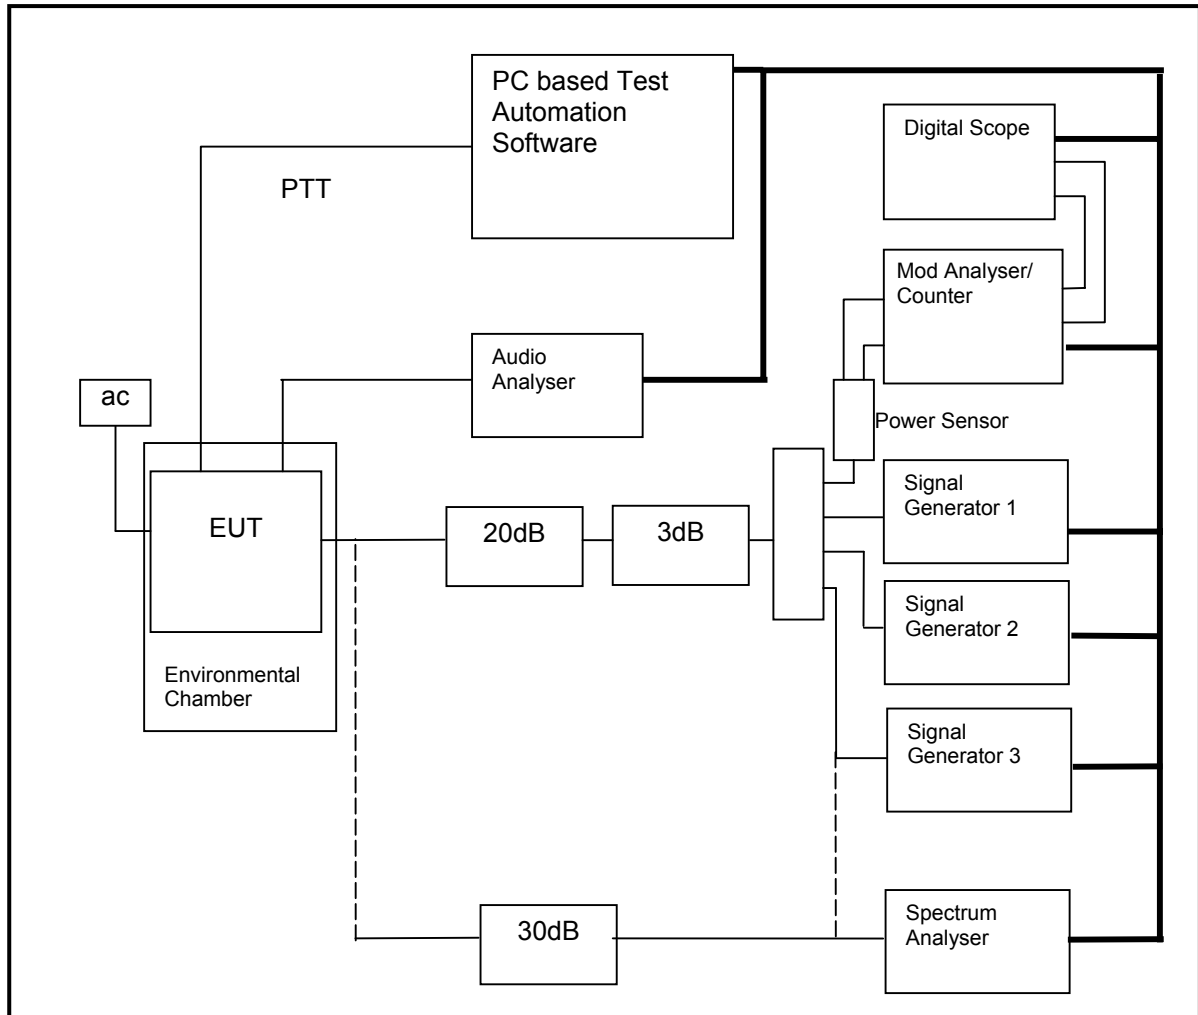 PC based Test
Automation
Software
Digital Scope
PTT
Mod Analyser/
Counter
Audio
Analyser
ac
Power Sensor
Signal
Generator 1
EUT
20dB
3dB
Signal
Generator 2
Environmental
Chamber
Signal
Generator 3
30dB
Spectrum
Analyser